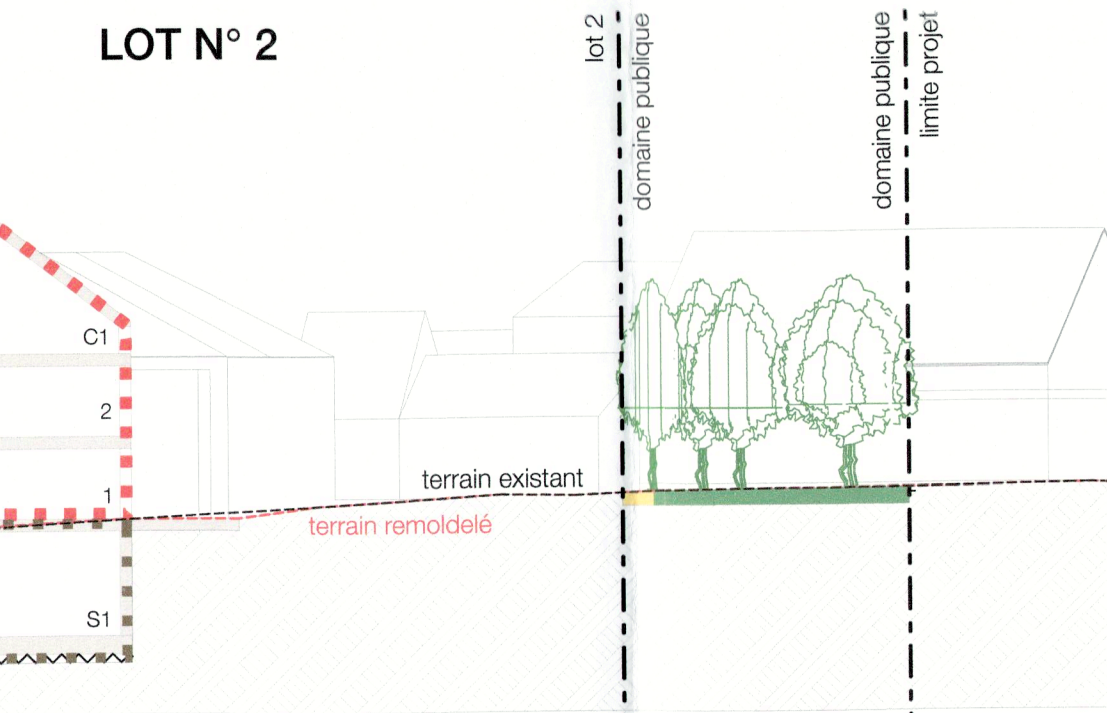 LOT N° 2
lot 2
domaine publique
domaine publique
limite projet
C1
2
1
terrain existant
terrain remoldelé
S1